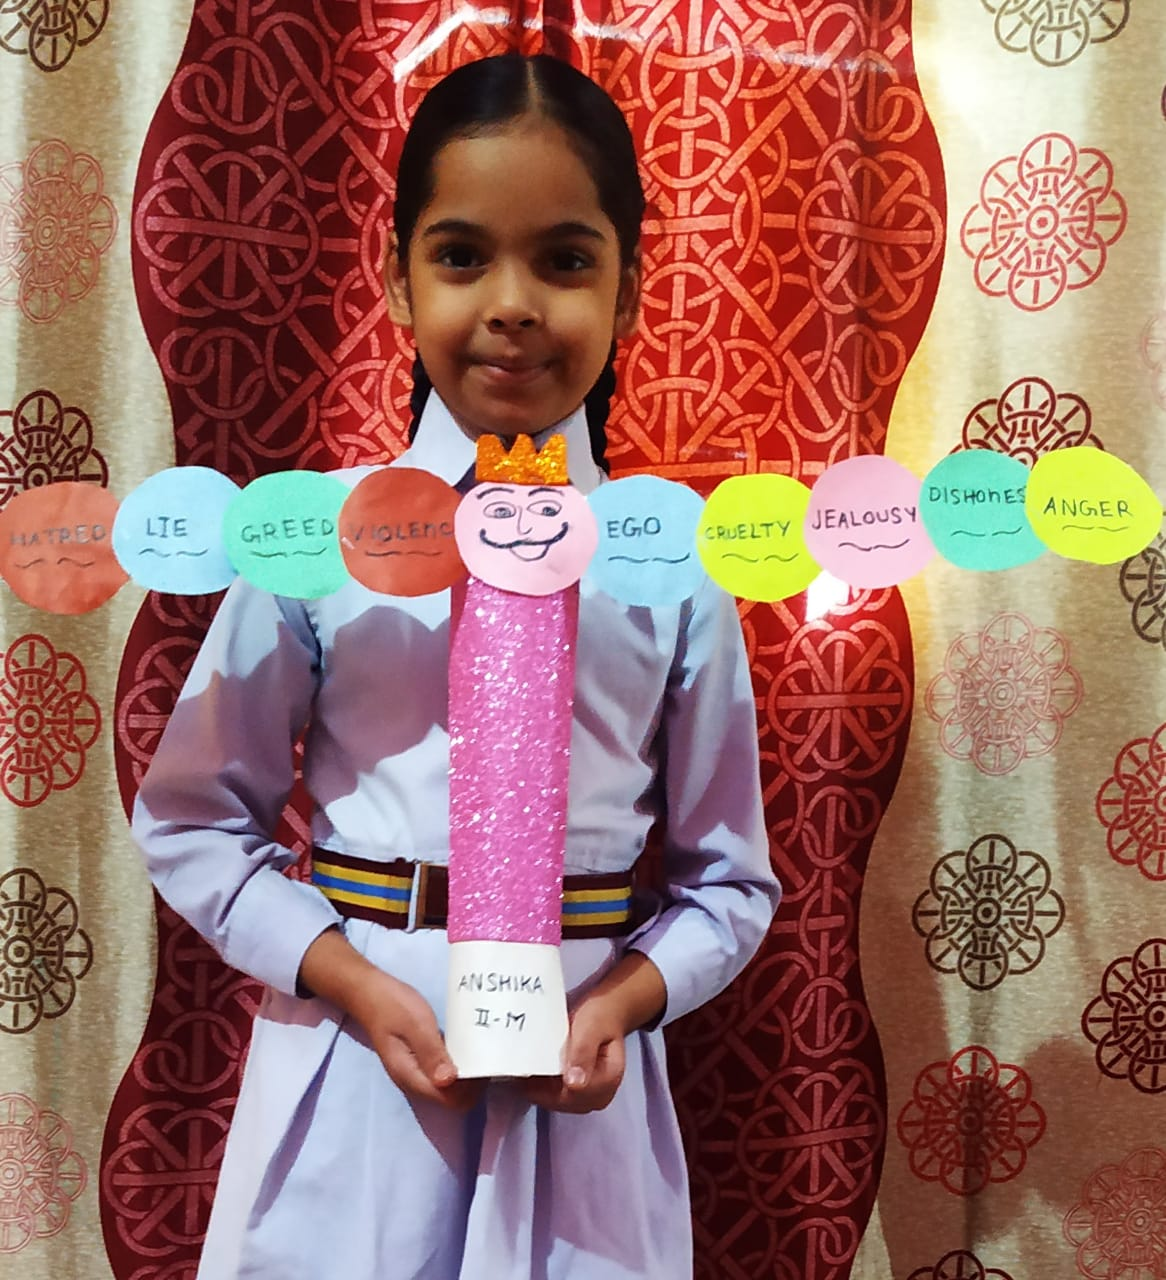 HATRED
LIE
GREED
VIOLENC
EGO
CRUELTY
JEALOUSY
DISHONES
ANGER
ANSHIKA
II-M